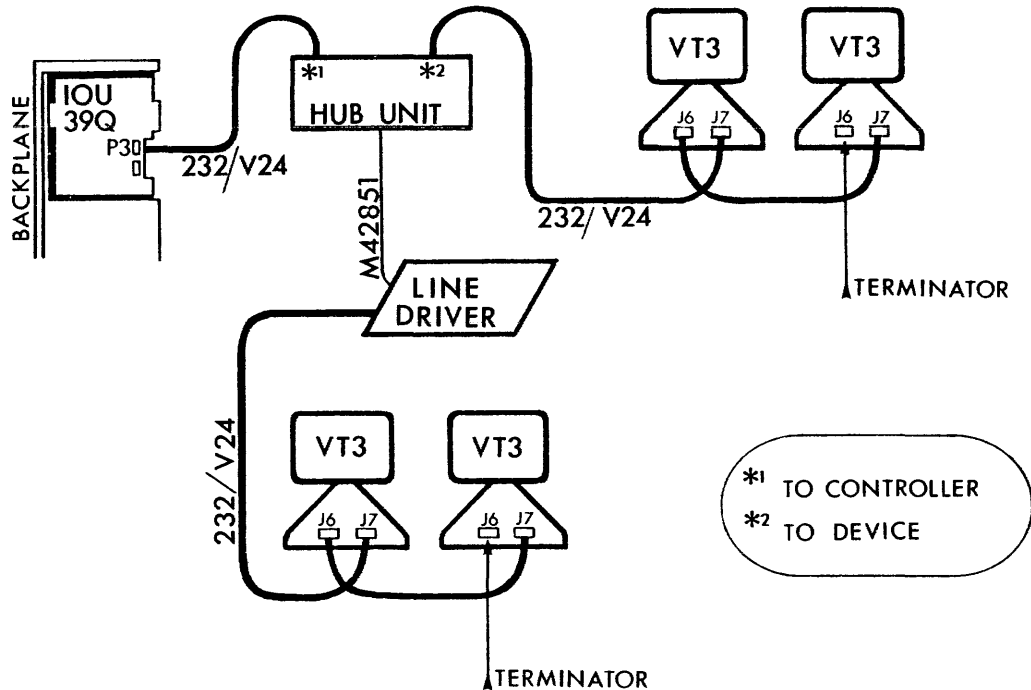 VT3
VT3
*1
*2
HUB UNIT
IOU
39Q
P3
BACKPLANE
232/V24
J6
J7
J6
J7
232/V24
M42851
TERMINATOR
LINE
DRIVER
232/V24
VT3
VT3
J6
J7
J6
J7
*1 TO CONTROLLER
*2 TO DEVICE
TERMINATOR